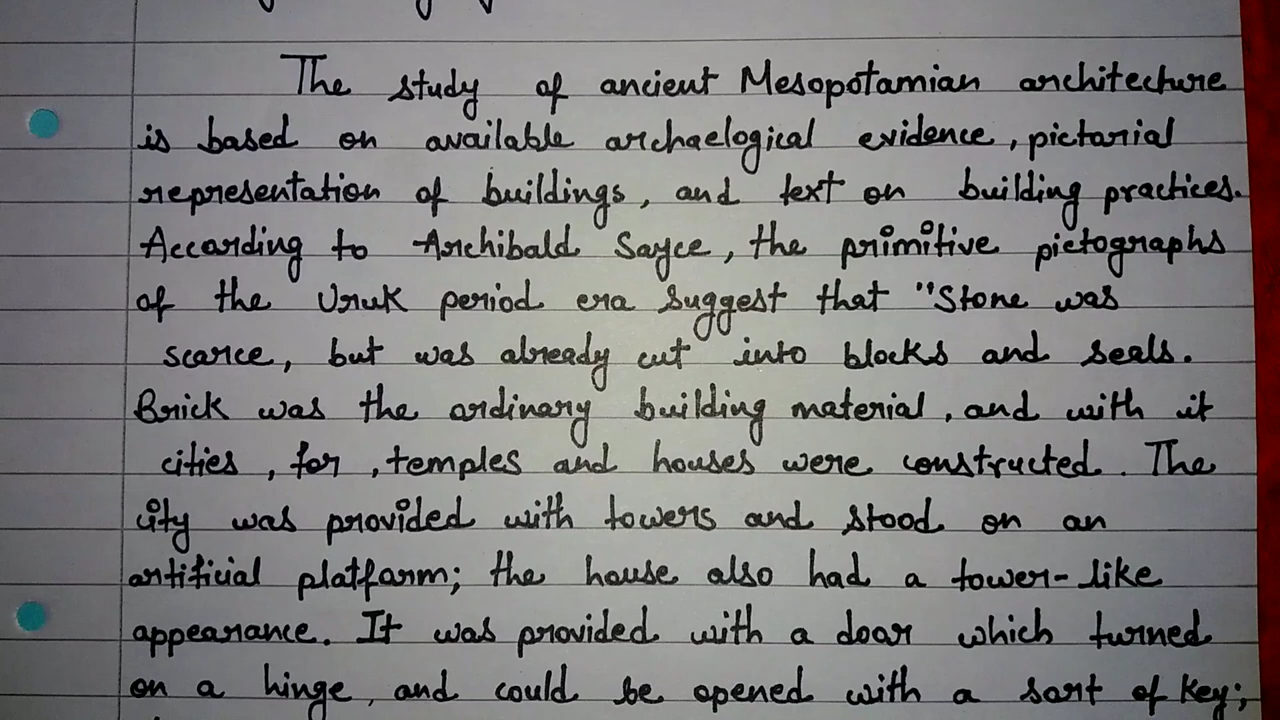 The study of ancient Mesopotamian architecture
is based on available archaelogical evidence, pictorial
representation of buildings, and text on building practices.
According to Archibald Sayce, the primitive pictographs
of the Uruk period era suggest that "Stone was
scarce, but was already cut into blocks and seals.
Brick was the ordinary building material, and with it
cities, for, temples and houses were constructed. The
city was provided with towers and stood on an
artificial platform; the house also had a tower-like
appearance. It was provided with a door which turned
on a hinge, and could be opened with a sort of key;